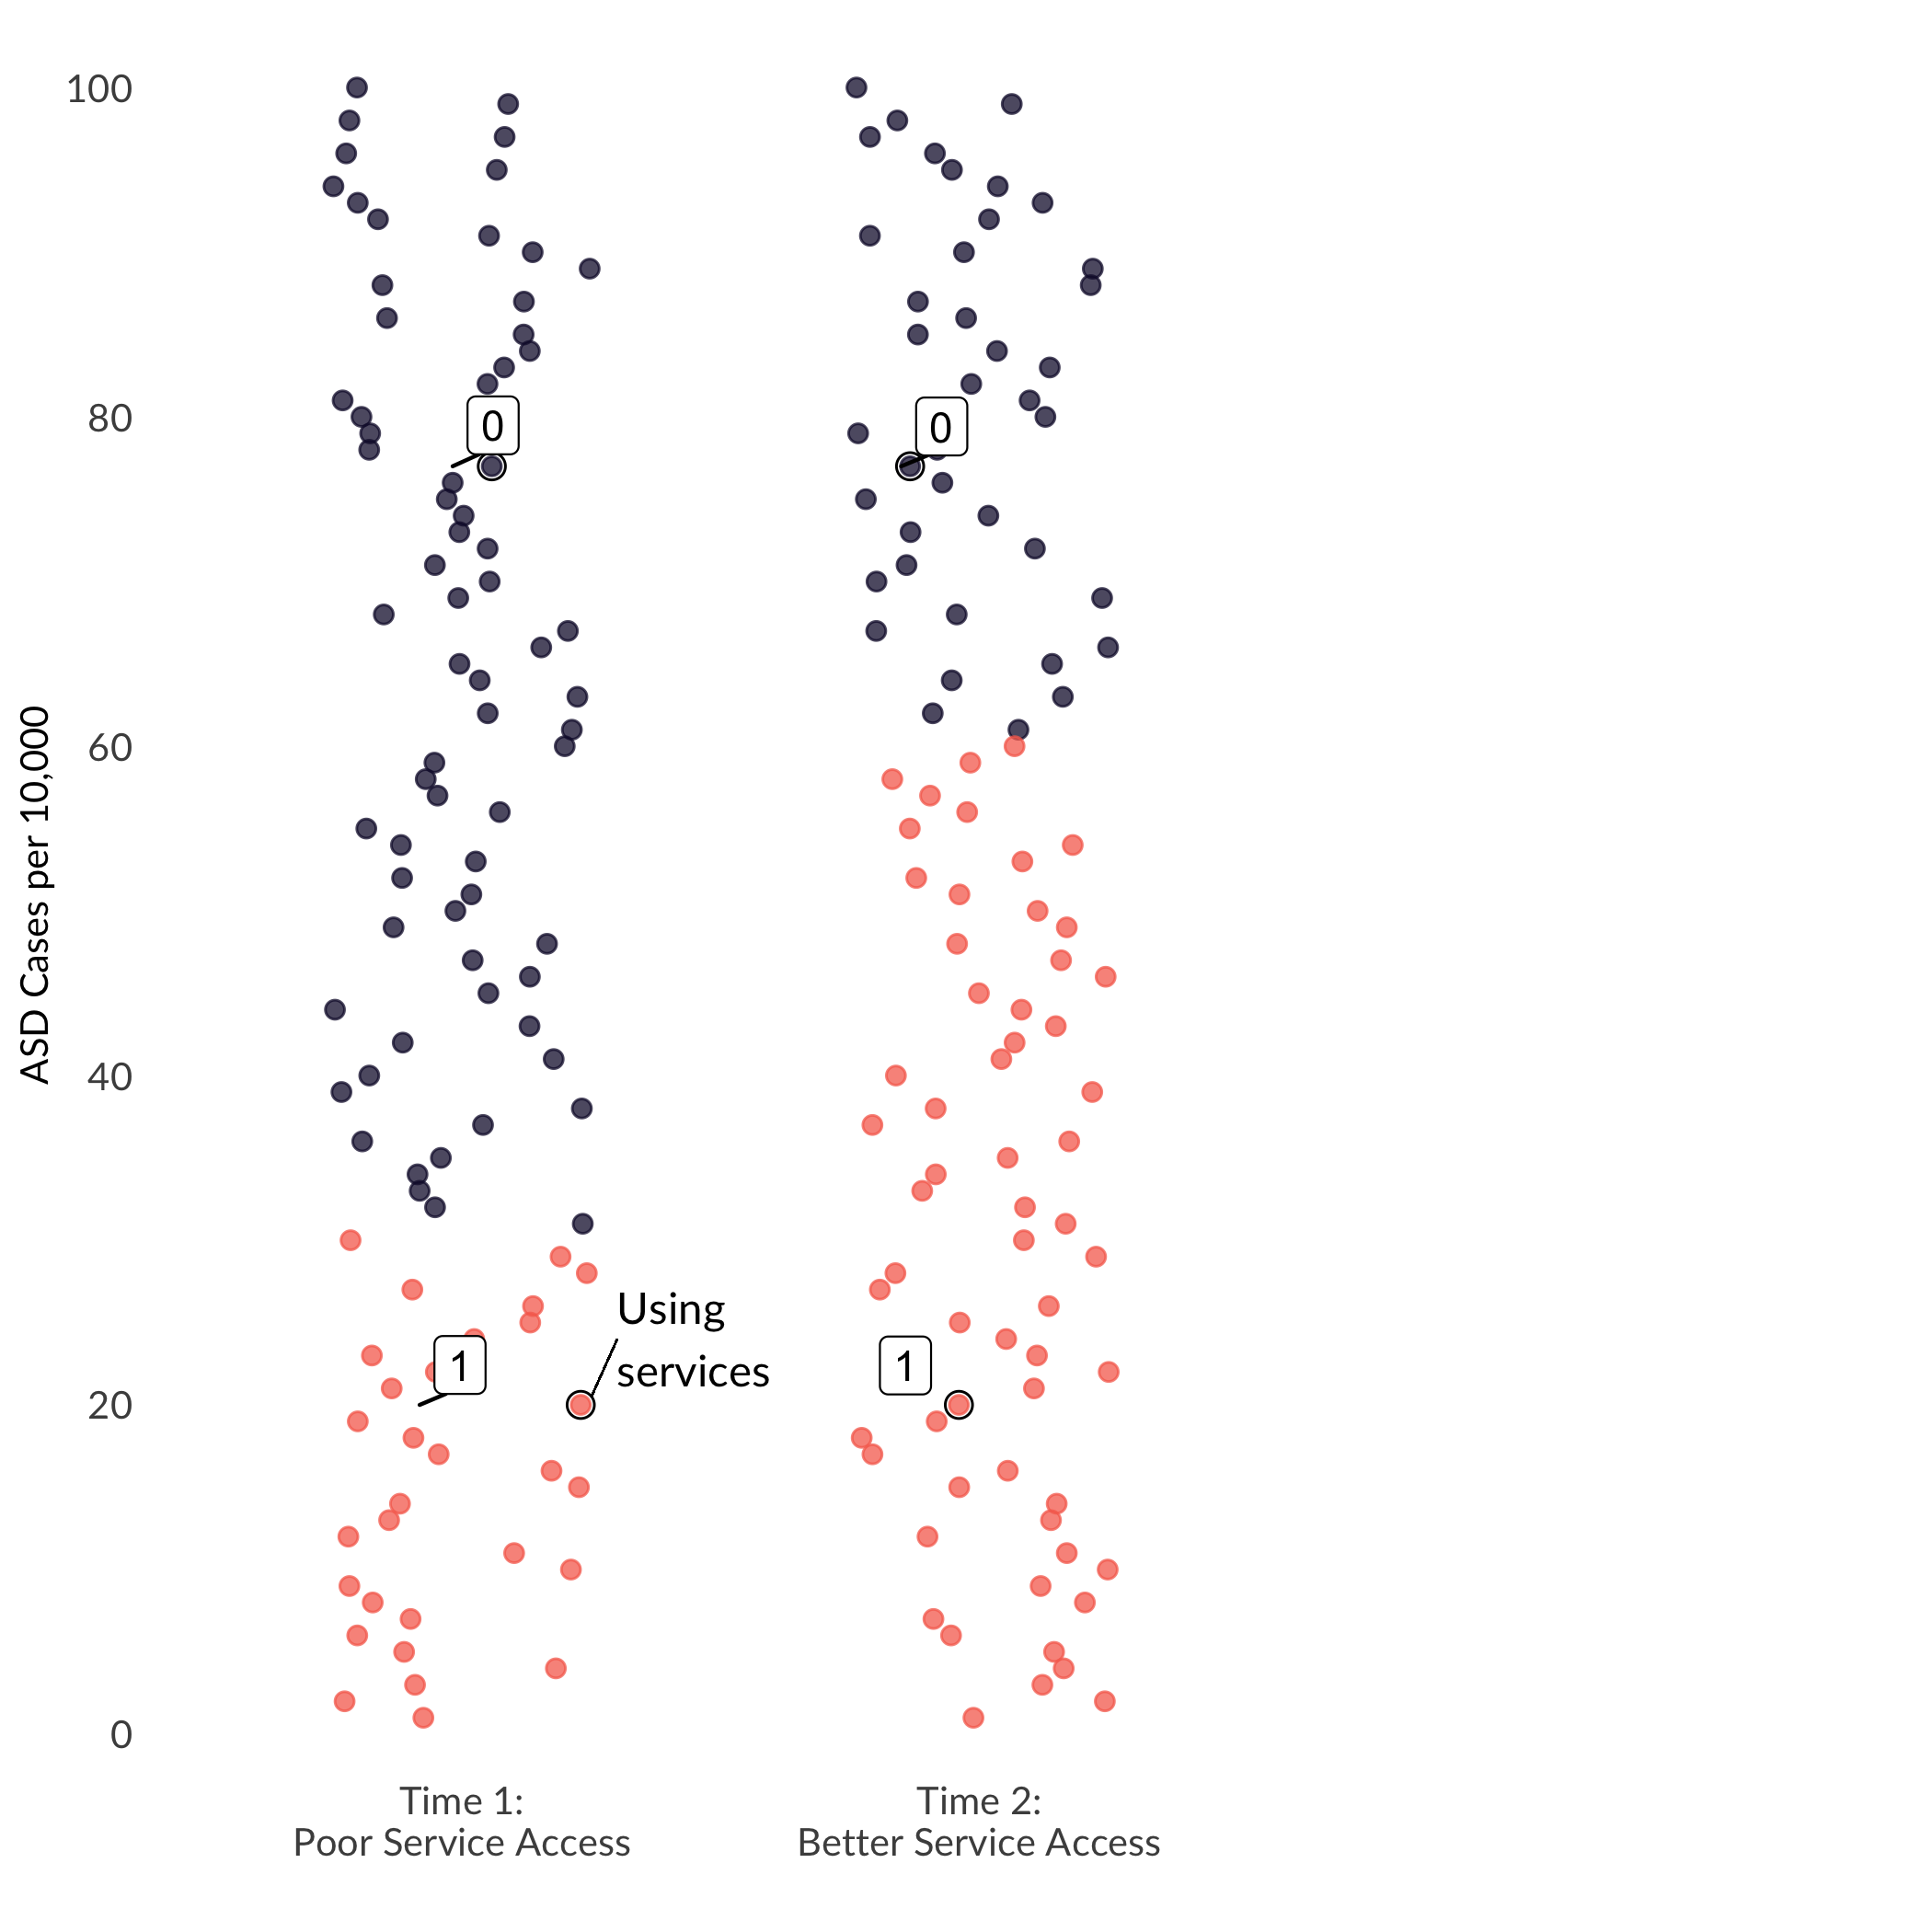 100
80
60
40
20
0
ASD Cases per 10,000
0
0
1
1
Using
services
Time 1:
Poor Service Access
Time 2:
Better Service Access